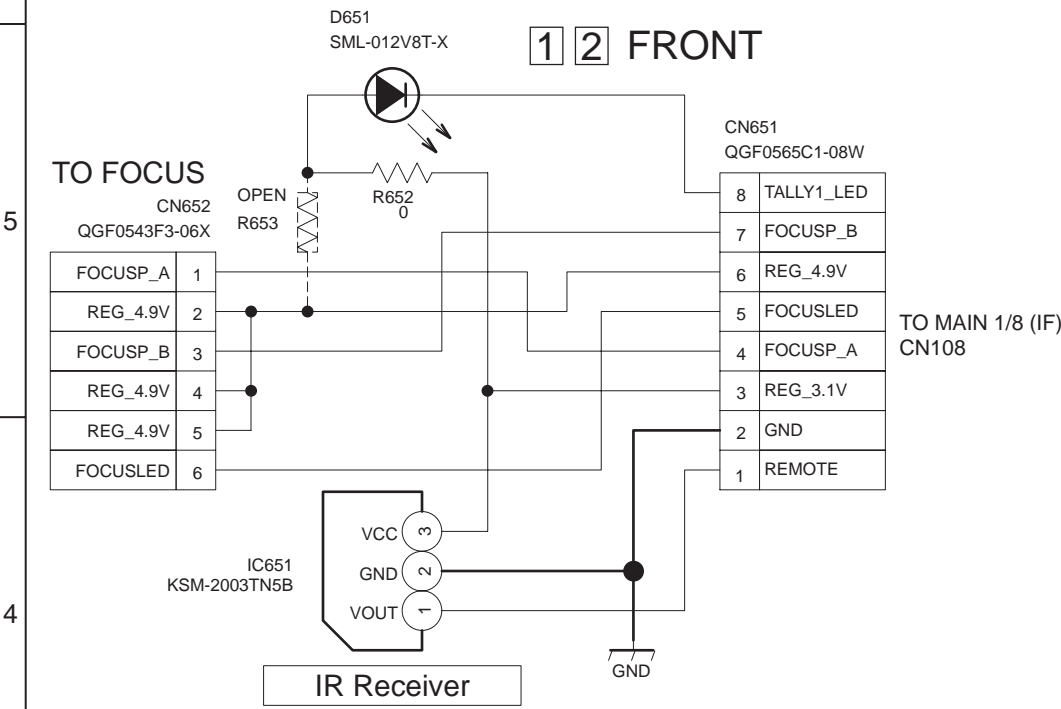 D651
SML-012V8T-X
1 2 FRONT
CN651
QGF0565C1-08W
TO FOCUS
CN652
QGF0543F3-06X
OPEN
R653
R652
0
5
FOCUSP_A 1
REG_4.9V 2
FOCUSP_B 3
REG_4.9V 4
REG_4.9V 5
FOCUSLED 6
8 TALLY1_LED
7 FOCUSP_B
6 REG_4.9V
5 FOCUSLED
4 FOCUSP_A
3 REG_3.1V
2 GND
1 REMOTE
TO MAIN 1/8 (IF)
CN108
IC651
KSM-2003TN5B
VCC 3
GND 2
VOUT 1
4
GND
IR Receiver